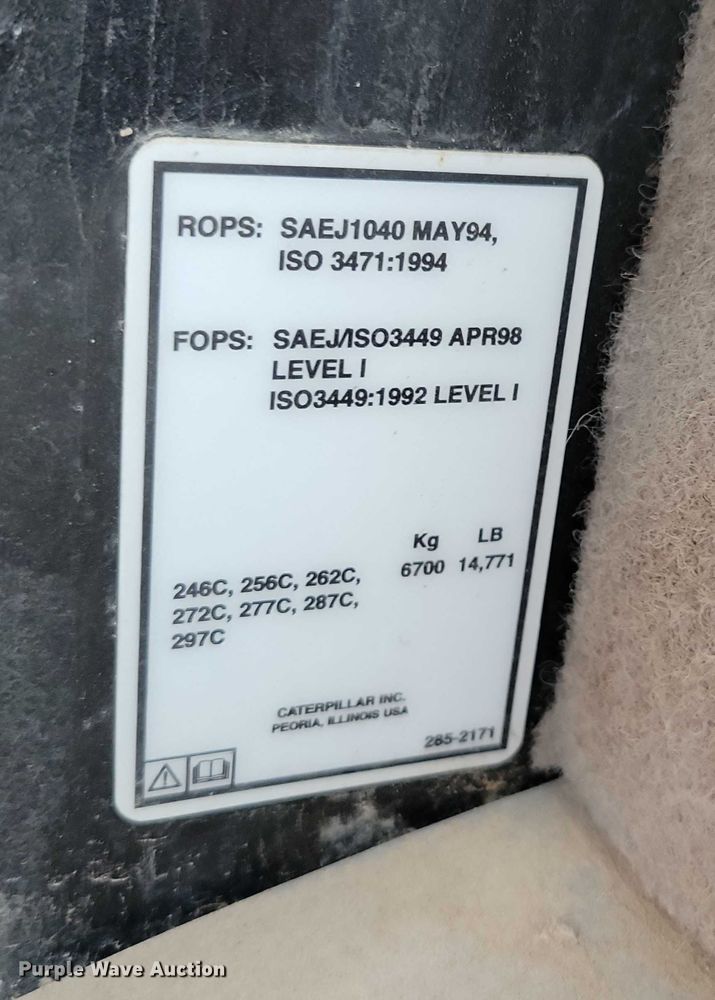 ROPS: SAEJ1040 MAY94,
ISO 3471:1994
FOPS: SAEJ/ISO3449 APR98
LEVEL I
ISO3449:1992 LEVEL I
Kg LB
246C, 256C, 262C, 6700 14,771
272C, 277C, 287C,
297C
CATERPILLAR INC.
PEORIA, ILLINOIS USA
285-2171
Purple Wave Auction